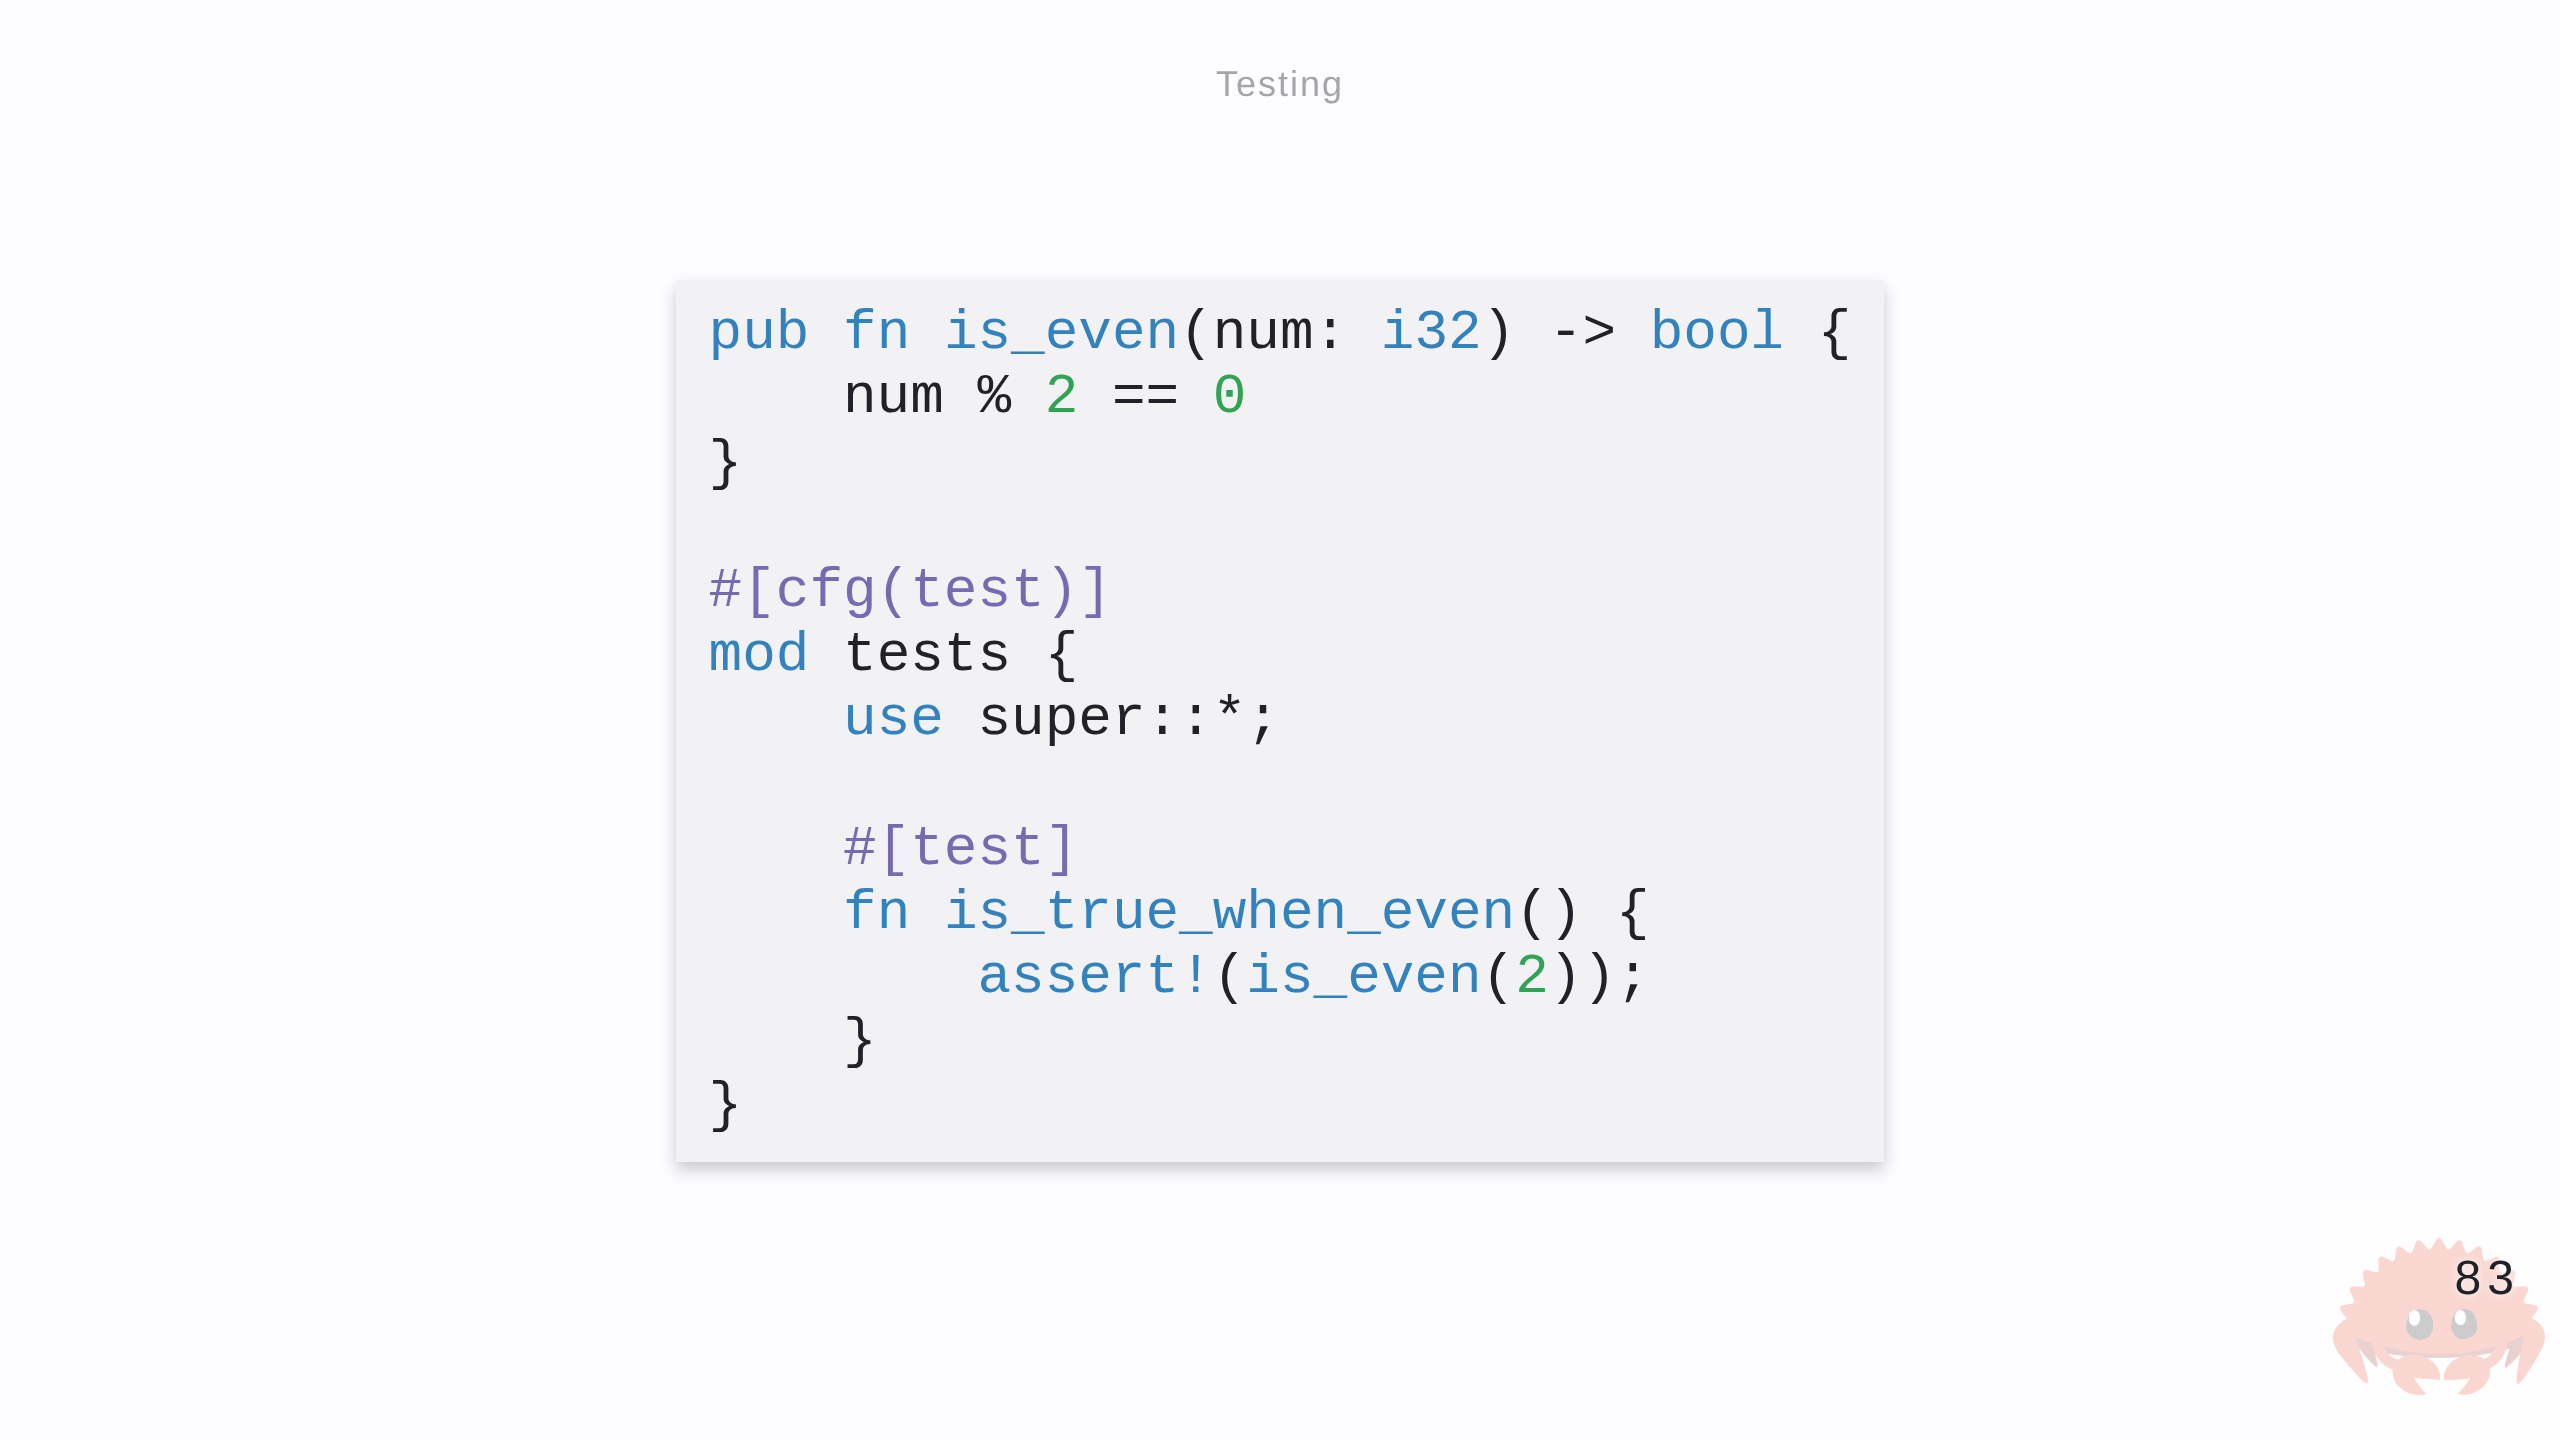 Testing
pub fn is_even(num: i32) -> bool {
    num % 2 == 0
}

#[cfg(test)]
mod tests {
    use super::*;

    #[test]
    fn is_true_when_even() {
        assert!(is_even(2));
    }
}
83